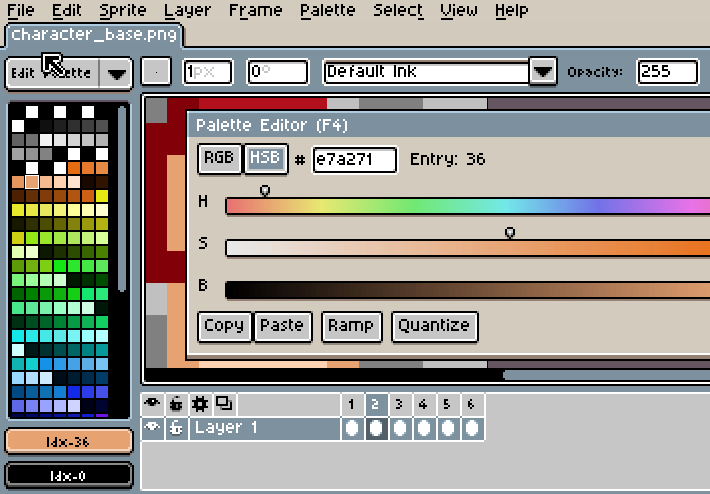 File Edit Sprite Layer Frame Palette Select View Help
character_base.png
Edit Palette 1px 0° Default Ink Opacity: 255
Palette Editor (F4)
RGB HSB # e7a271 Entry: 36
H
S
B
Copy Paste Ramp Quantize
1 2 3 4 5 6
Layer 1
Idx-36
Idx-0